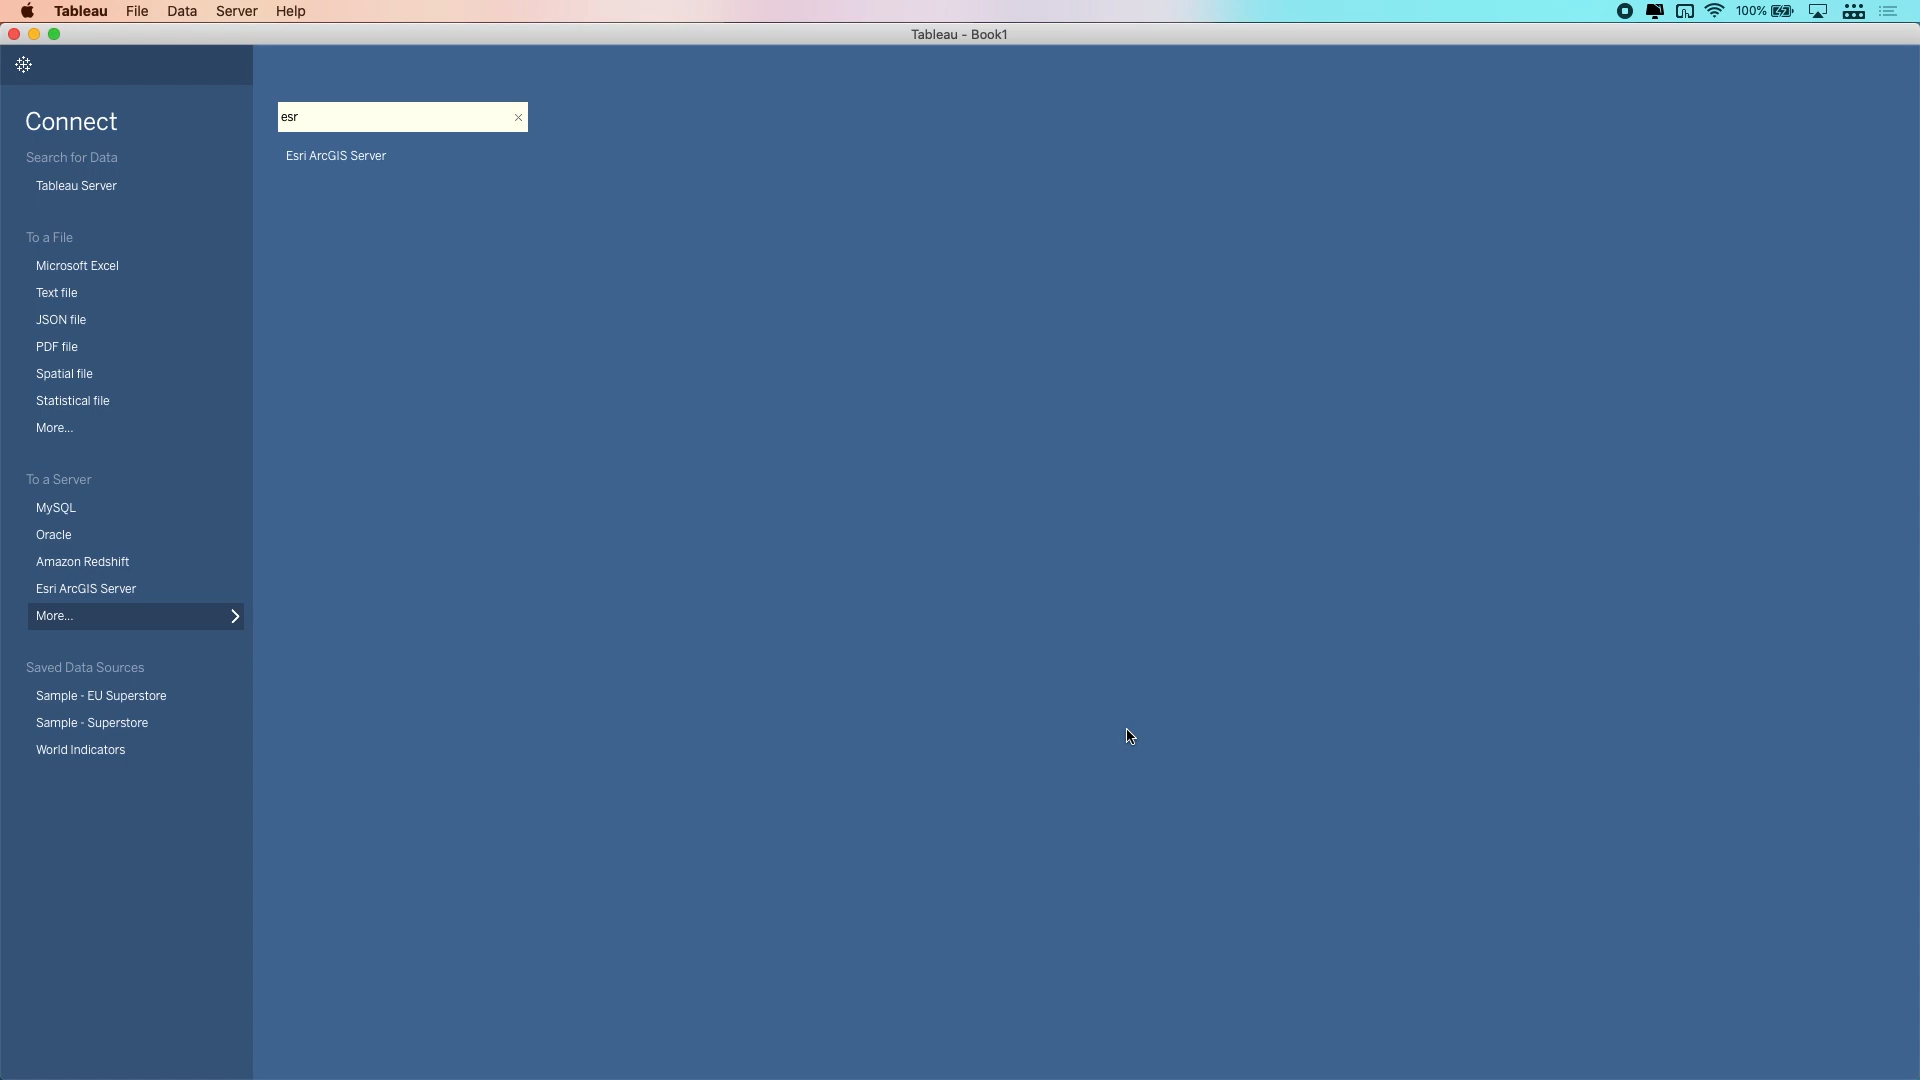 Tableau File Data Server Help
100%
Tableau - Book1
Connect
Search for Data
Tableau Server
To a File
Microsoft Excel
Text file
JSON file
PDF file
Spatial file
Statistical file
More...
To a Server
MySQL
Oracle
Amazon Redshift
Esri ArcGIS Server
More...
Saved Data Sources
Sample - EU Superstore
Sample - Superstore
World Indicators
esr
Esri ArcGIS Server